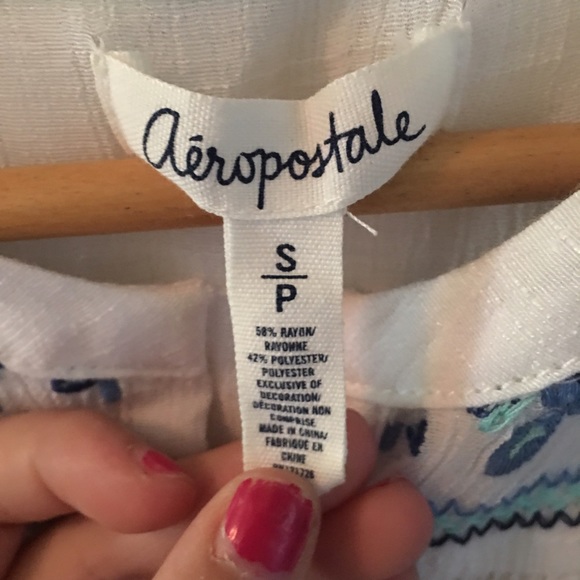 aéropostale
S
P
58% RAYON/
RAYONNE
42% POLYESTER/
POLYESTER
EXCLUSIVE OF
DECORATION/
DÉCORATION NON
COMPRISE
MADE IN CHINA/
FABRIQUÉ EN
CHINE